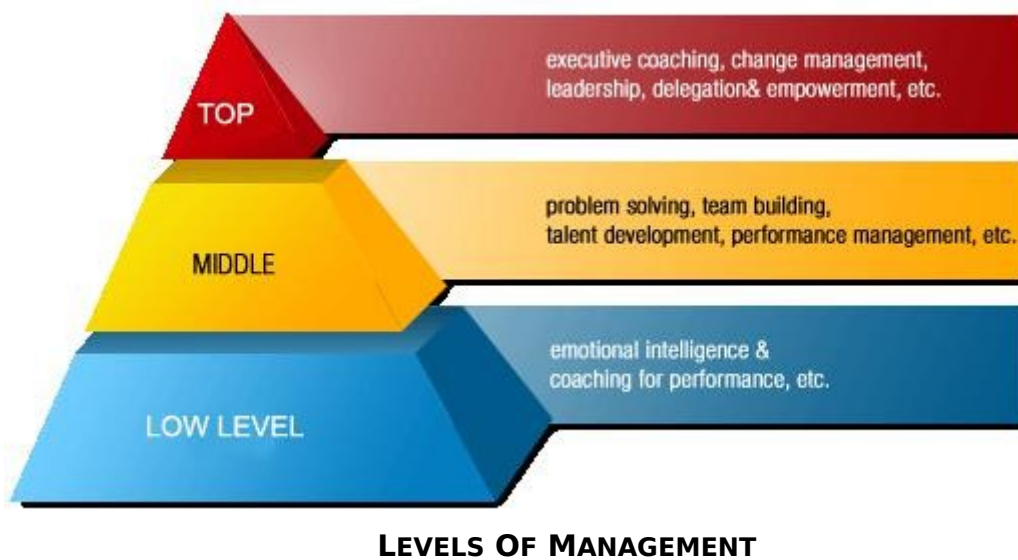 TOP
executive coaching, change management,
leadership, delegation& empowerment, etc.
MIDDLE
problem solving, team building,
talent development, performance management, etc.
LOW LEVEL
emotional intelligence &
coaching for performance, etc.
LEVELS OF MANAGEMENT